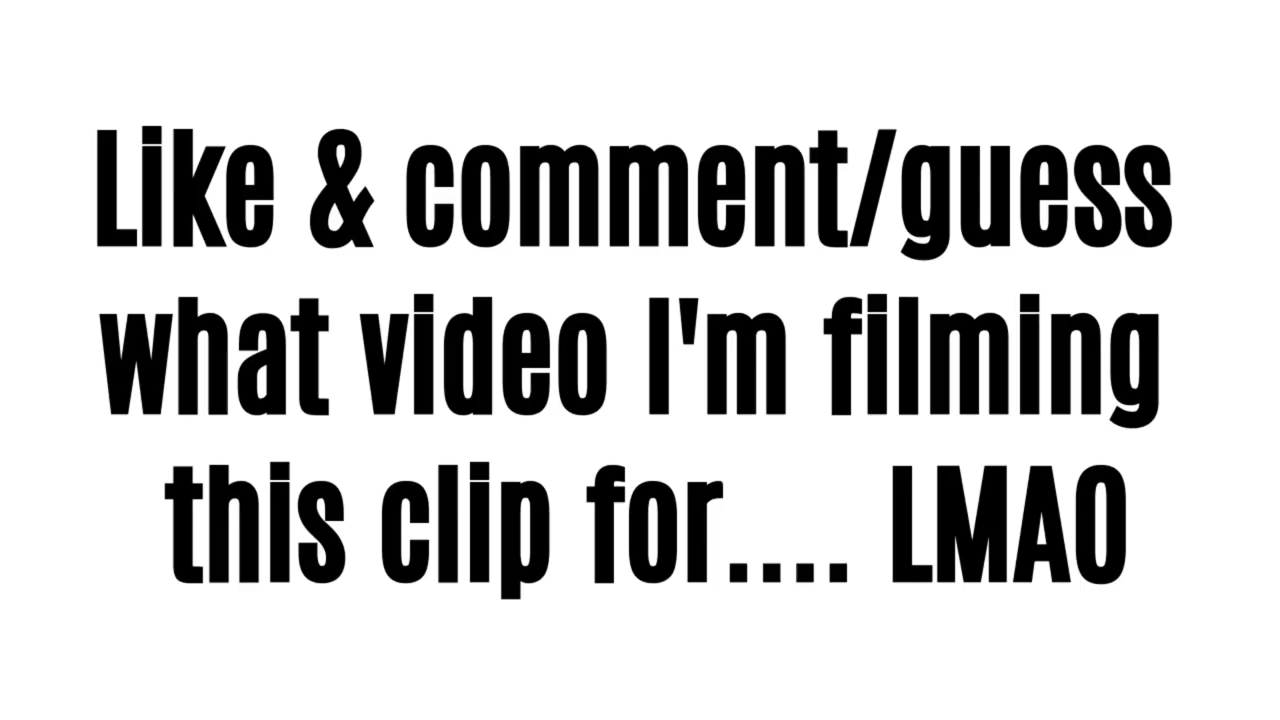 Like & comment/guess
what video I'm filming
this clip for.... LMAO